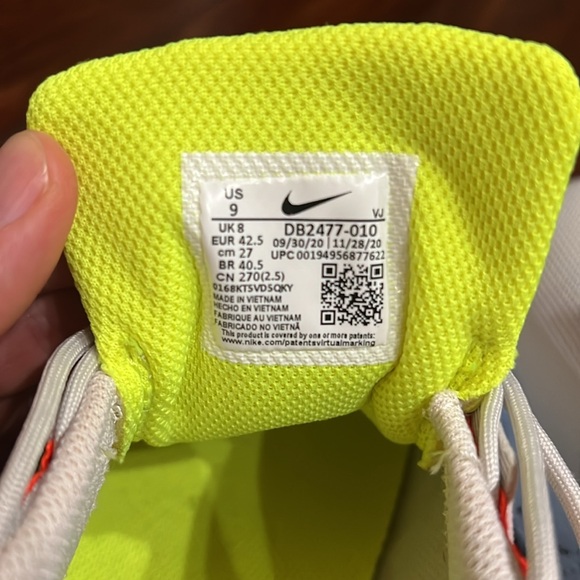 US
9
VJ
UK 8
EUR 42.5
cm 27
BR 40.5
CN 270(2.5)
DB2477-010
09/30/20 | 11/28/20
UPC 00194956877622
0168KT5VD5QKY
MADE IN VIETNAM
HECHO EN VIETNAM
FABRIQUE AU VIETNAM
FABRICADO NO VIETNÃ
This product is covered by one or more patents:
www.nike.com/patentsvirtualmarking